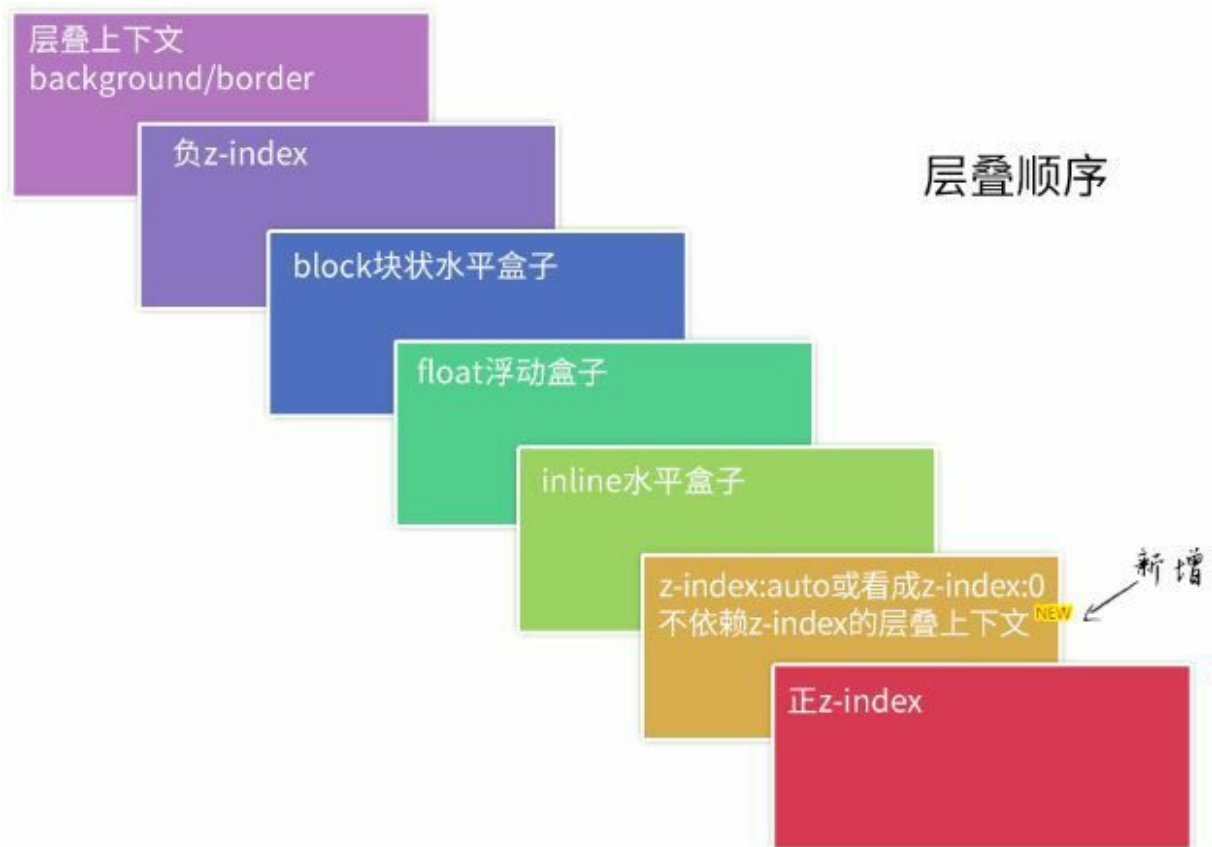 层叠上下文
background/border
负z-index
层叠顺序
block块状水平盒子
float浮动盒子
inline水平盒子
新增
z-index:auto或看成z-index:0
不依赖z-index的层叠上下文
NEW
正z-index